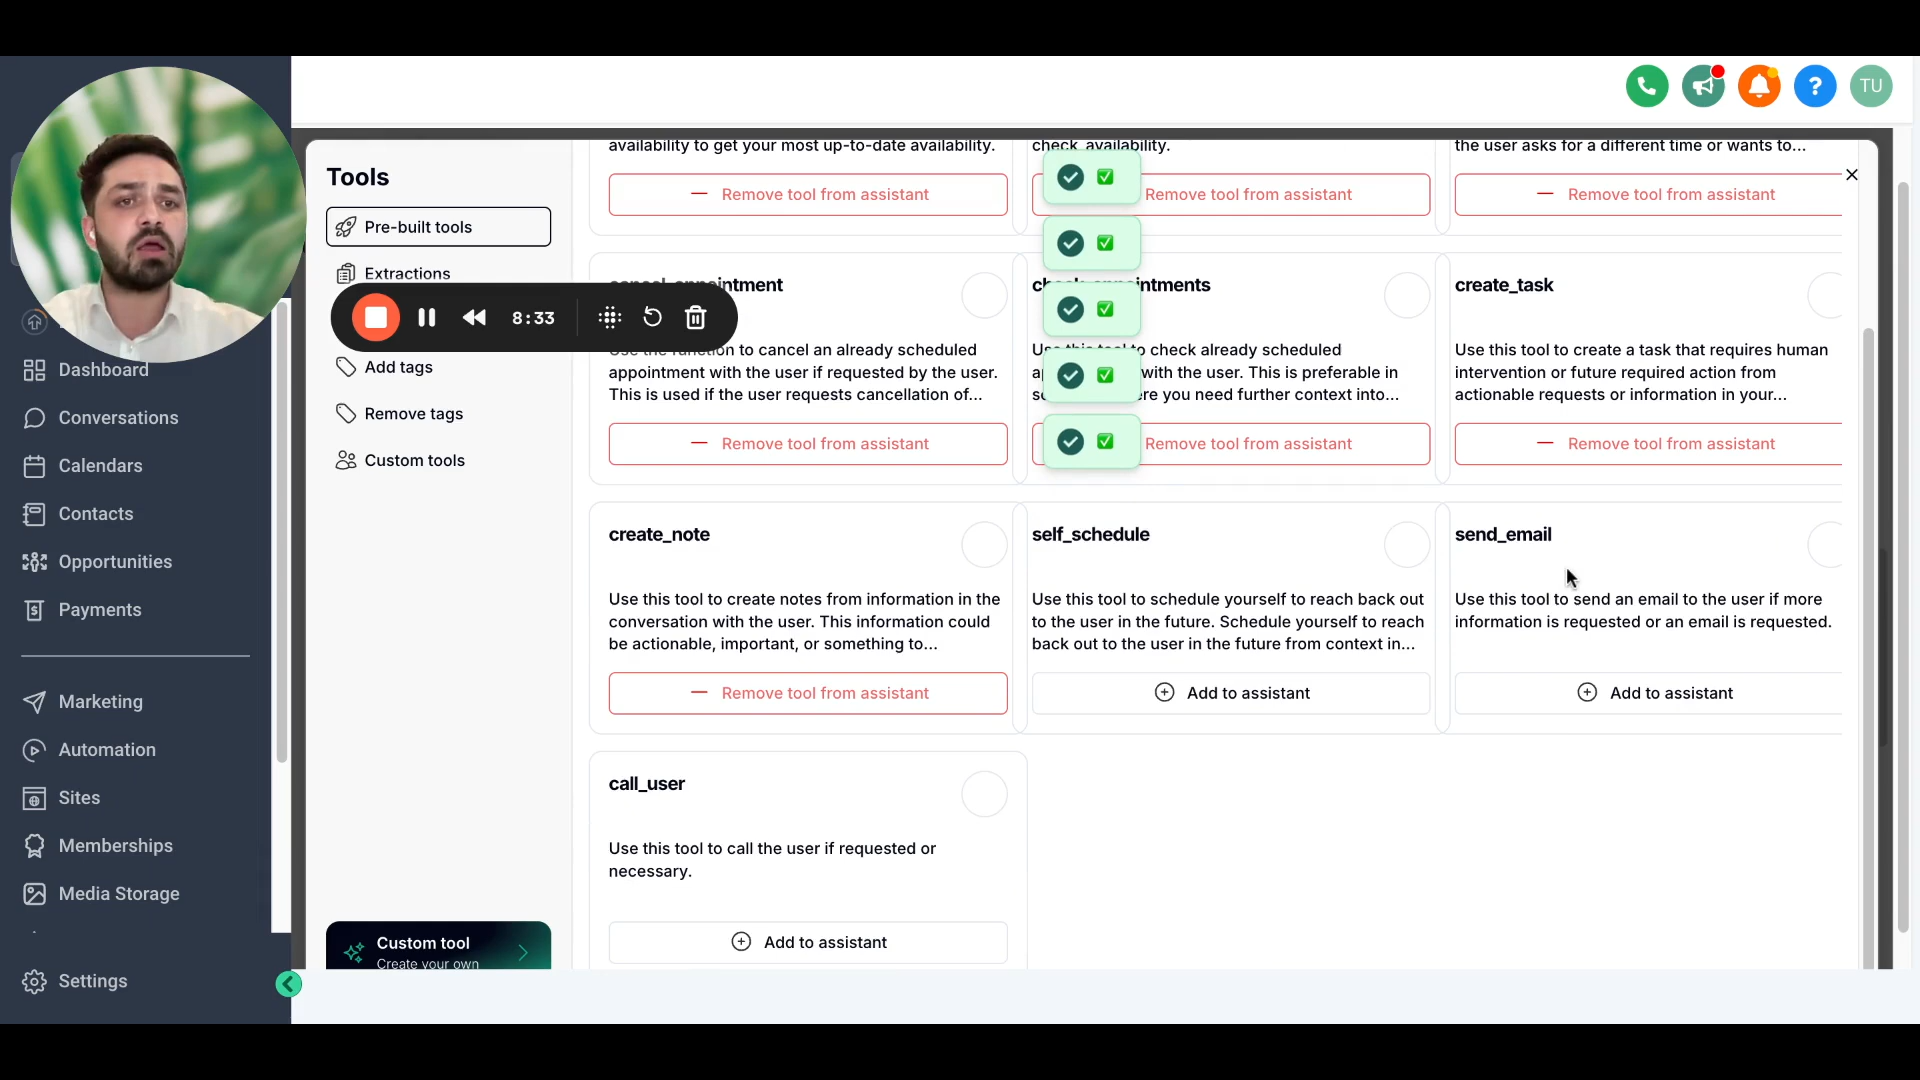 TU
Tools
Pre-built tools
Extractions
Add tags
Remove tags
Custom tools
Custom tool
Create your own
8:33
Dashboard
Conversations
Calendars
Contacts
Opportunities
Payments
Marketing
Automation
Sites
Memberships
Media Storage
Settings
availability to get your most up-to-date availability.
Remove tool from assistant
check_availability.
Remove tool from assistant
the user asks for a different time or wants to...
Remove tool from assistant
cancel_appointment
Use the function to cancel an already scheduled
appointment with the user if requested by the user.
This is used if the user requests cancellation of...
Remove tool from assistant
check_appointments
Use this tool to check already scheduled
with the user. This is preferable in
you need further context into...
Remove tool from assistant
create_task
Use this tool to create a task that requires human
intervention or future required action from
actionable requests or information in your...
Remove tool from assistant
create_note
Use this tool to create notes from information in the
conversation with the user. This information could
be actionable, important, or something to...
Remove tool from assistant
self_schedule
Use this tool to schedule yourself to reach back out
to the user in the future. Schedule yourself to reach
back out to the user in the future from context in...
Add to assistant
send_email
Use this tool to send an email to the user if more
information is requested or an email is requested.
Add to assistant
call_user
Use this tool to call the user if requested or
necessary.
Add to assistant